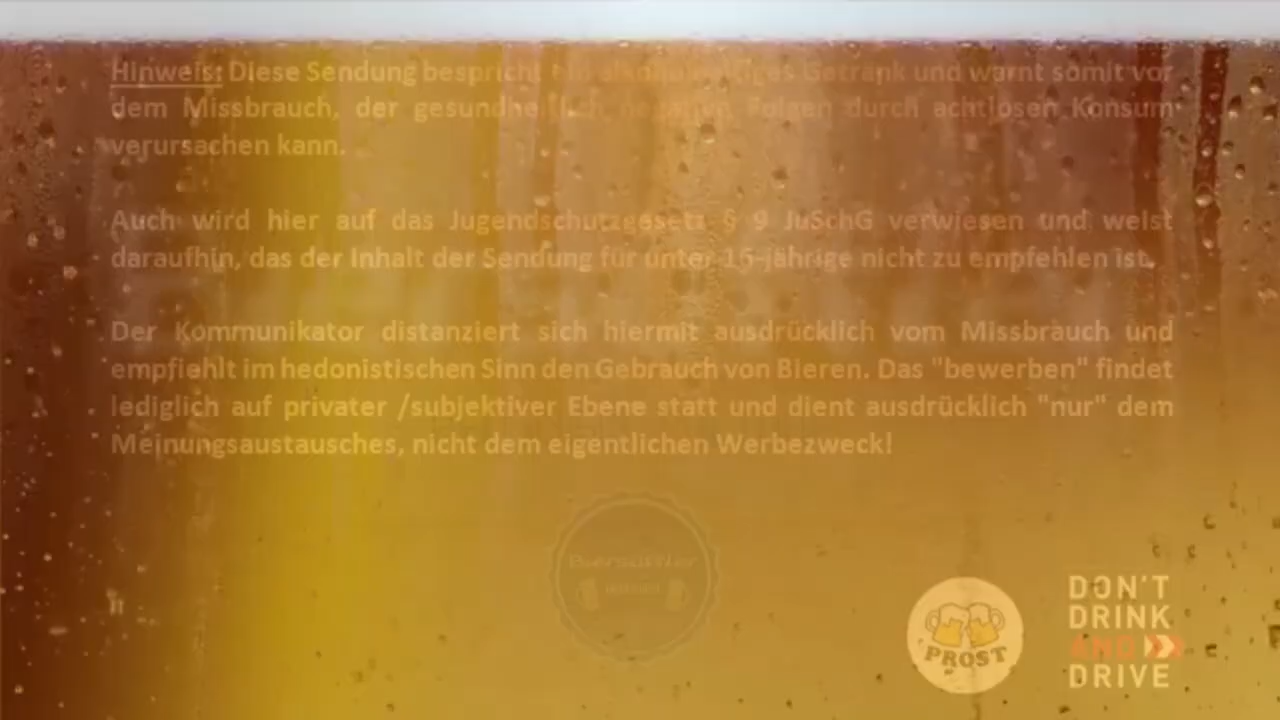 Hinweis: Diese Sendung bespricht ein alkoholhaltiges Getränk und warnt somit vor
dem Missbrauch, der gesundheitlich negative Folgen durch achtlosen Konsum
verursachen kann.
Auch wird hier auf das Jugendschutzgesetz § 9 JuSchG verwiesen und weist
daraufhin, das der Inhalt der Sendung für unter 16-jährige nicht zu empfehlen ist.
Der Kommunikator distanziert sich hiermit ausdrücklich vom Missbrauch und
empfiehlt im hedonistischen Sinn den Gebrauch von Bieren. Das "bewerben" findet
lediglich auf privater /subjektiver Ebene statt und dient ausdrücklich "nur" dem
Meinungsaustausches, nicht dem eigentlichen Werbezweck!
PROST
DON'T
DRINK
AND
DRIVE